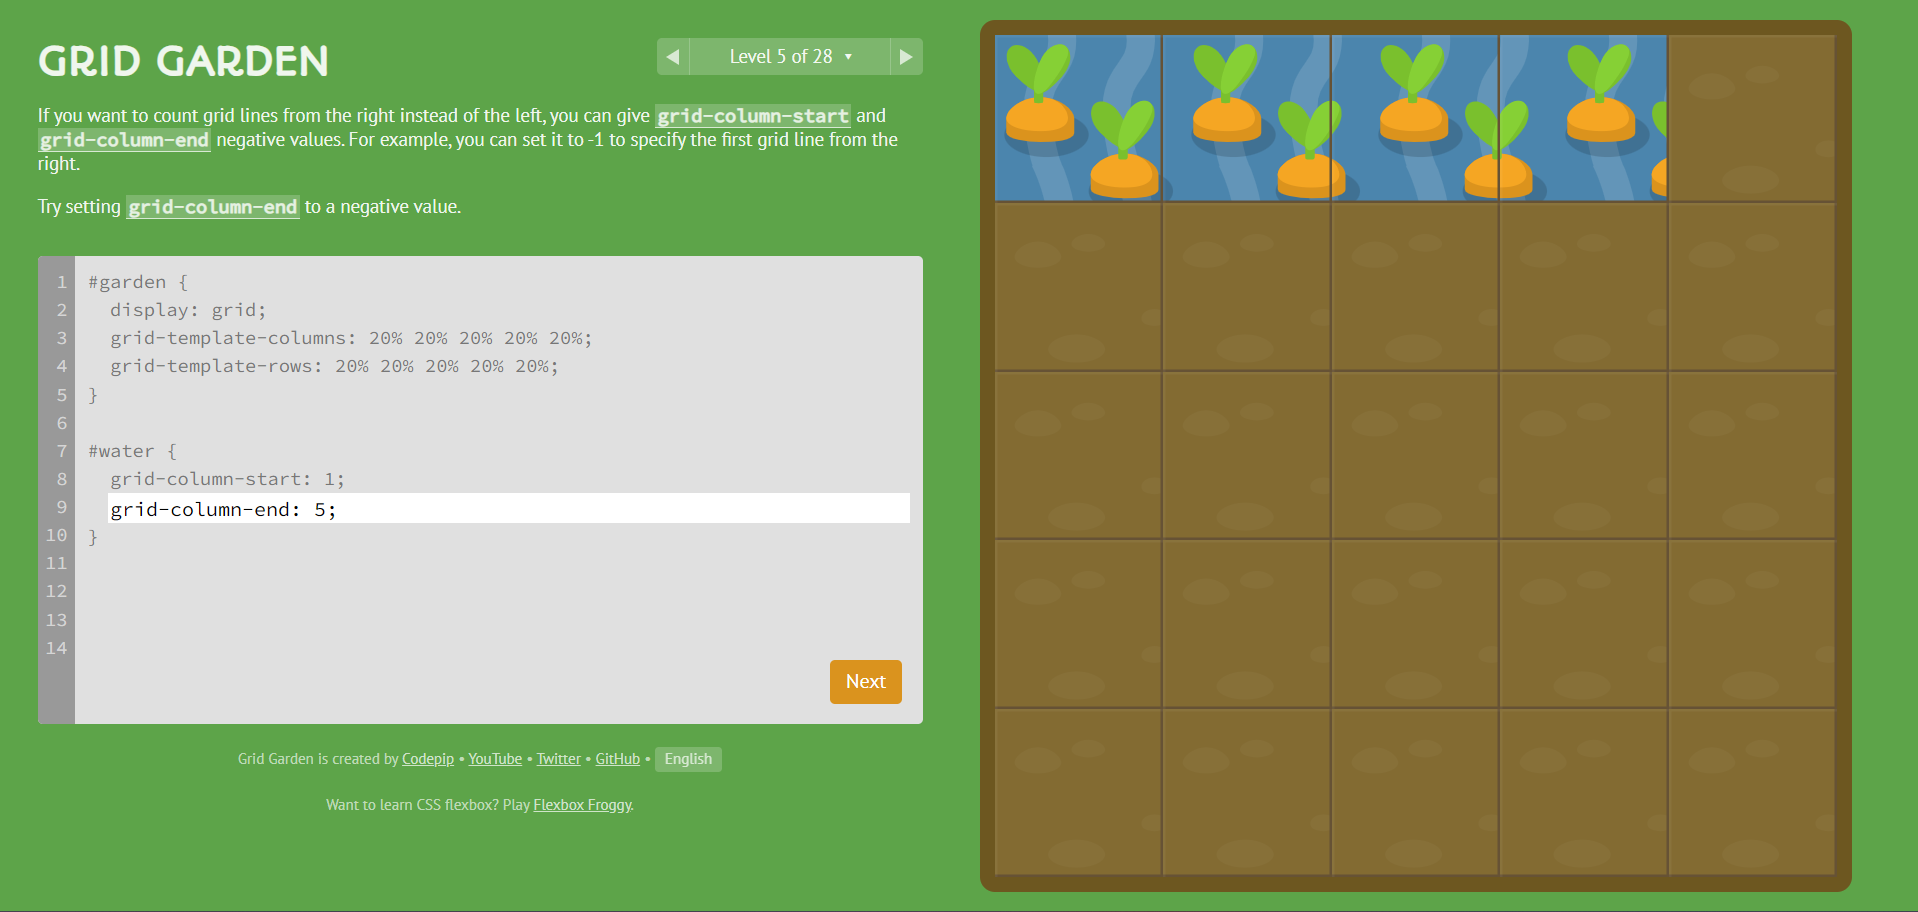 GRID GARDEN
◀ Level 5 of 28 ▼ ▶
If you want to count grid lines from the right instead of the left, you can give grid-column-start and
grid-column-end negative values. For example, you can set it to -1 to specify the first grid line from the
right.
Try setting grid-column-end to a negative value.
1 #garden {
2 display: grid;
3 grid-template-columns: 20% 20% 20% 20% 20%;
4 grid-template-rows: 20% 20% 20% 20% 20%;
5 }
6
7 #water {
8 grid-column-start: 1;
9 grid-column-end: 5;
10 }
11
12
13
14
Next
Grid Garden is created by Codepip • YouTube • Twitter • GitHub • English
Want to learn CSS flexbox? Play Flexbox Froggy.